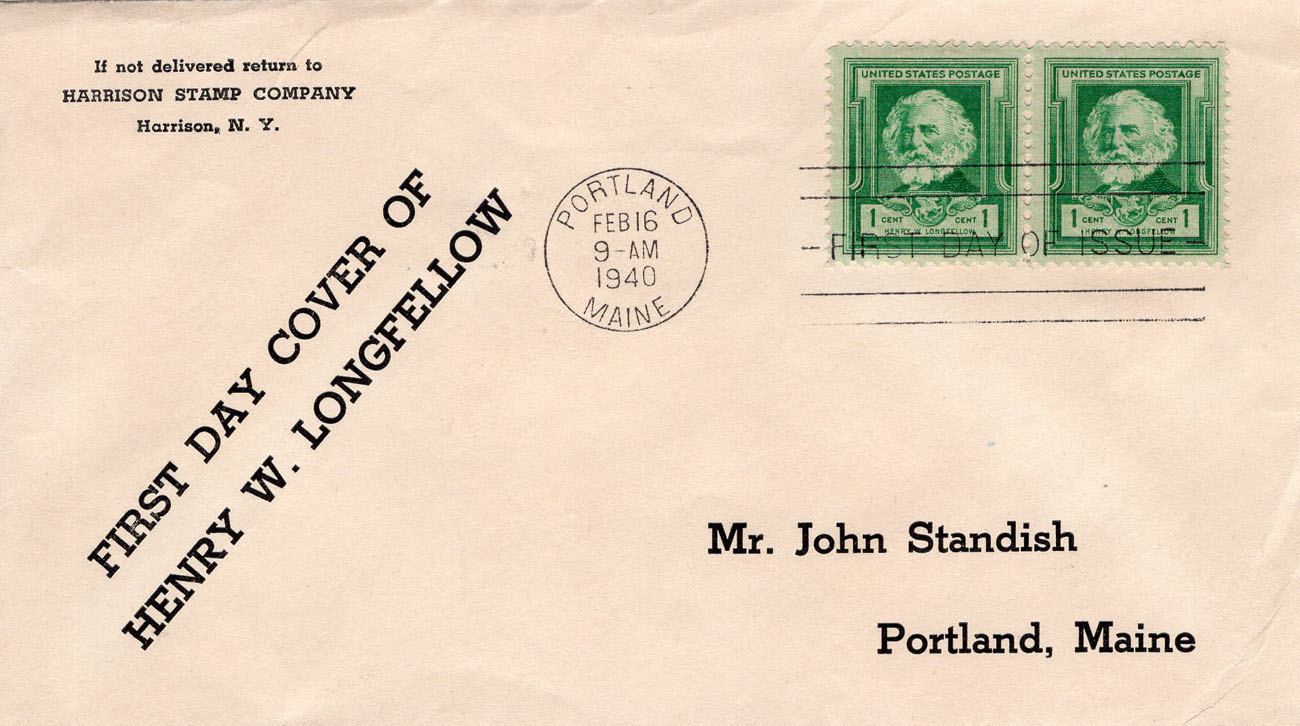 If not delivered return to
HARRISON STAMP COMPANY
Harrison, N. Y.
FIRST DAY COVER OF
HENRY W. LONGFELLOW
PORTLAND
FEB 16
9-AM
1940
MAINE
UNITED STATES POSTAGE
1 CENT CENT 1
HENRY W. LONGFELLOW
UNITED STATES POSTAGE
1 CENT CENT 1
HENRY W. LONGFELLOW
- FIRST DAY OF ISSUE -
Mr. John Standish
Portland, Maine